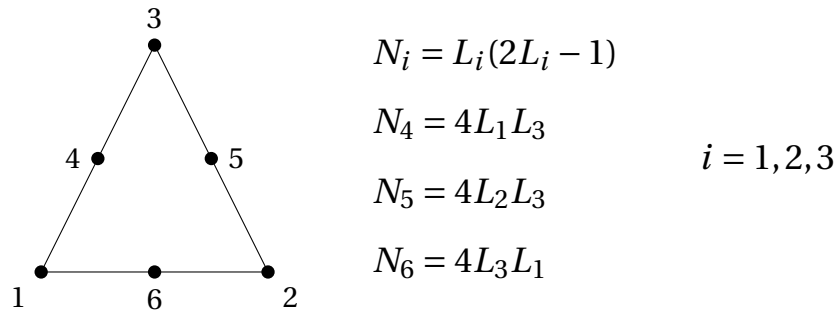 3
4
5
1
6
2
N_i = L_i(2L_i − 1)
N_4 = 4L_1L_3
N_5 = 4L_2L_3
N_6 = 4L_3L_1
i = 1,2,3